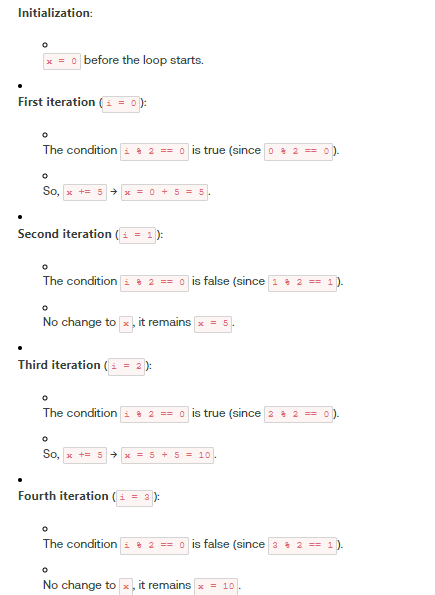 Initialization:
x = 0 before the loop starts.
First iteration (i = 0):
The condition i % 2 == 0 is true (since 0 % 2 == 0).
So, x += 5 → x = 0 + 5 = 5.
Second iteration (i = 1):
The condition i % 2 == 0 is false (since 1 % 2 == 1).
No change to x, it remains x = 5.
Third iteration (i = 2):
The condition i % 2 == 0 is true (since 2 % 2 == 0).
So, x += 5 → x = 5 + 5 = 10.
Fourth iteration (i = 3):
The condition i % 2 == 0 is false (since 3 % 2 == 1).
No change to x, it remains x = 10.